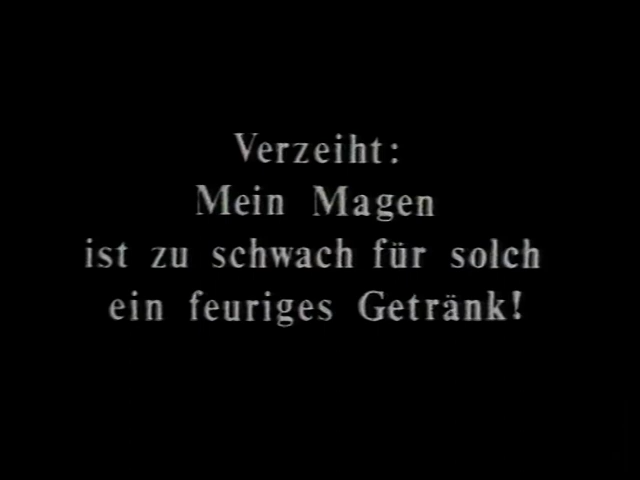 Verzeiht:
Mein Magen
ist zu schwach für solch
ein feuriges Getränk!